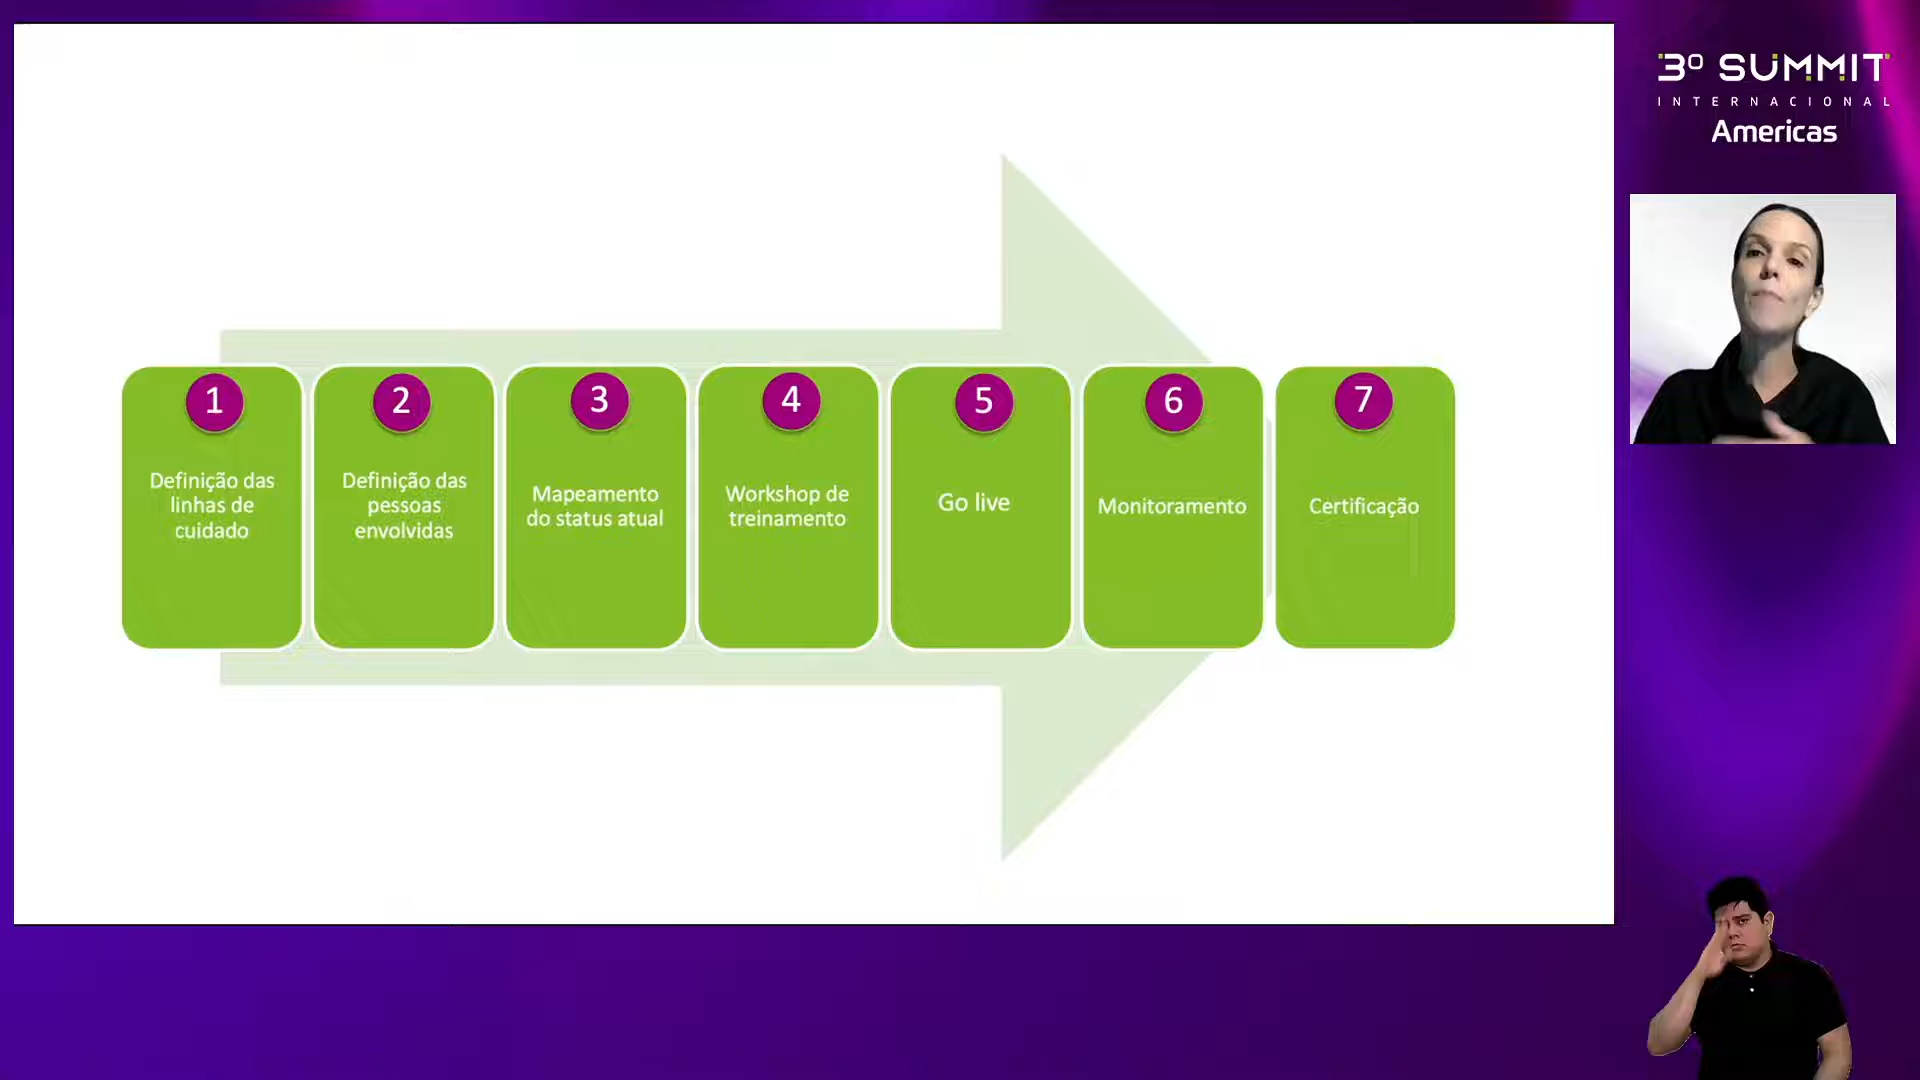 3º SUMMIT
INTERNACIONAL
Americas
1
Definição das
linhas de
cuidado
2
Definição das
pessoas
envolvidas
3
Mapeamento
do status atual
4
Workshop de
treinamento
5
Go live
6
Monitoramento
7
Certificação